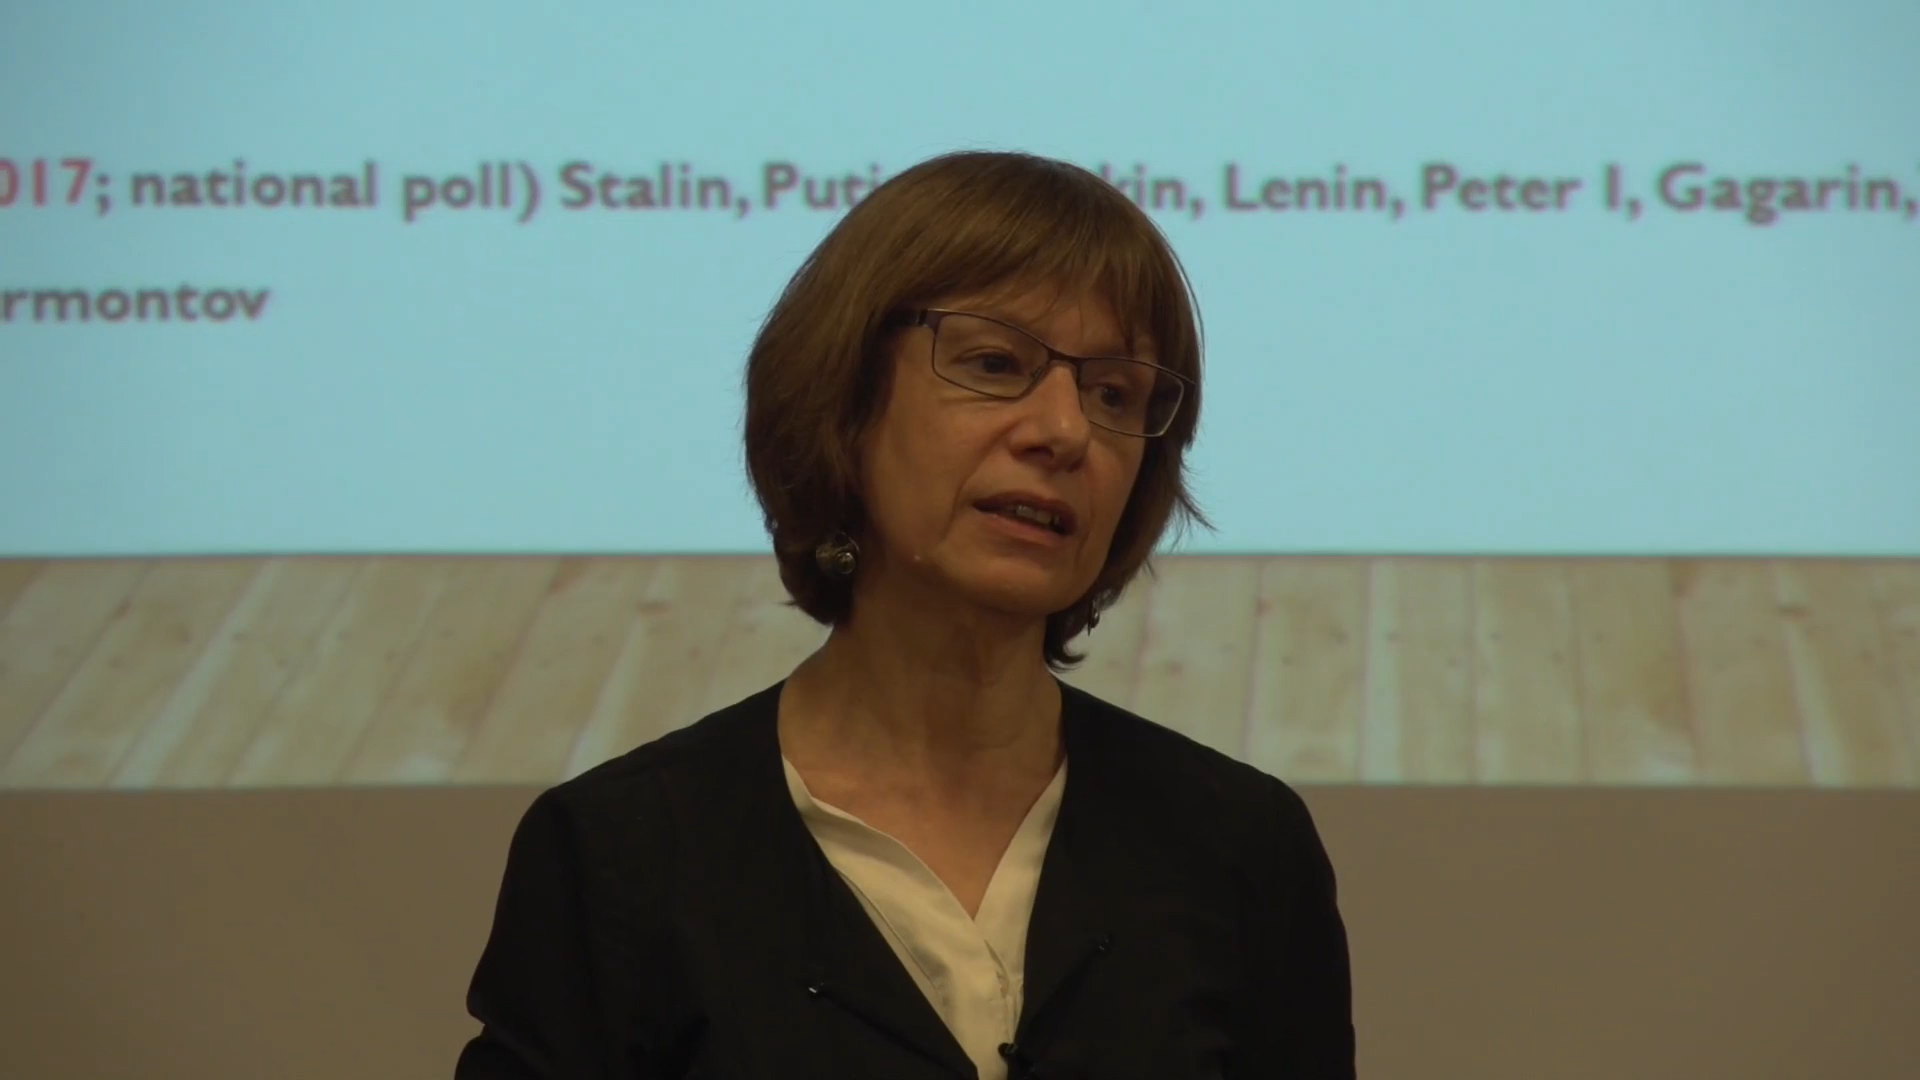 017; national poll) Stalin, Puti kin, Lenin, Peter I, Gagarin,
rmontov